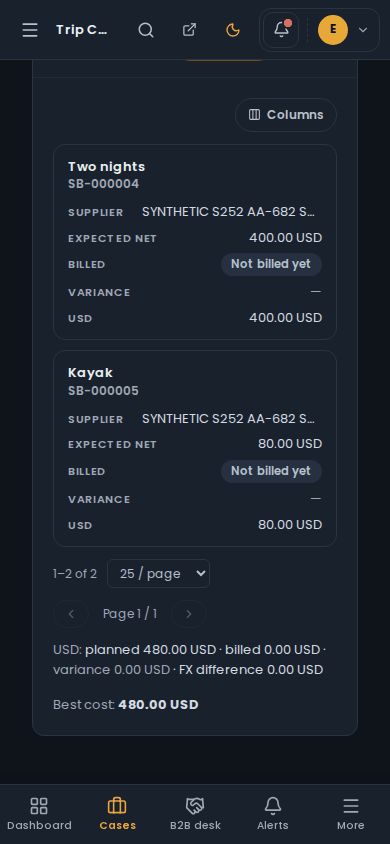 Trip C...
E
Columns
Two nights
SB-000004
SUPPLIER SYNTHETIC S252 AA-682 S...
EXPECTED NET 400.00 USD
BILLED Not billed yet
VARIANCE —
USD 400.00 USD
Kayak
SB-000005
SUPPLIER SYNTHETIC S252 AA-682 S...
EXPECTED NET 80.00 USD
BILLED Not billed yet
VARIANCE —
USD 80.00 USD
1–2 of 2 25 / page
Page 1 / 1
USD: planned 480.00 USD · billed 0.00 USD ·
variance 0.00 USD · FX difference 0.00 USD
Best cost: 480.00 USD
Dashboard Cases B2B desk Alerts More